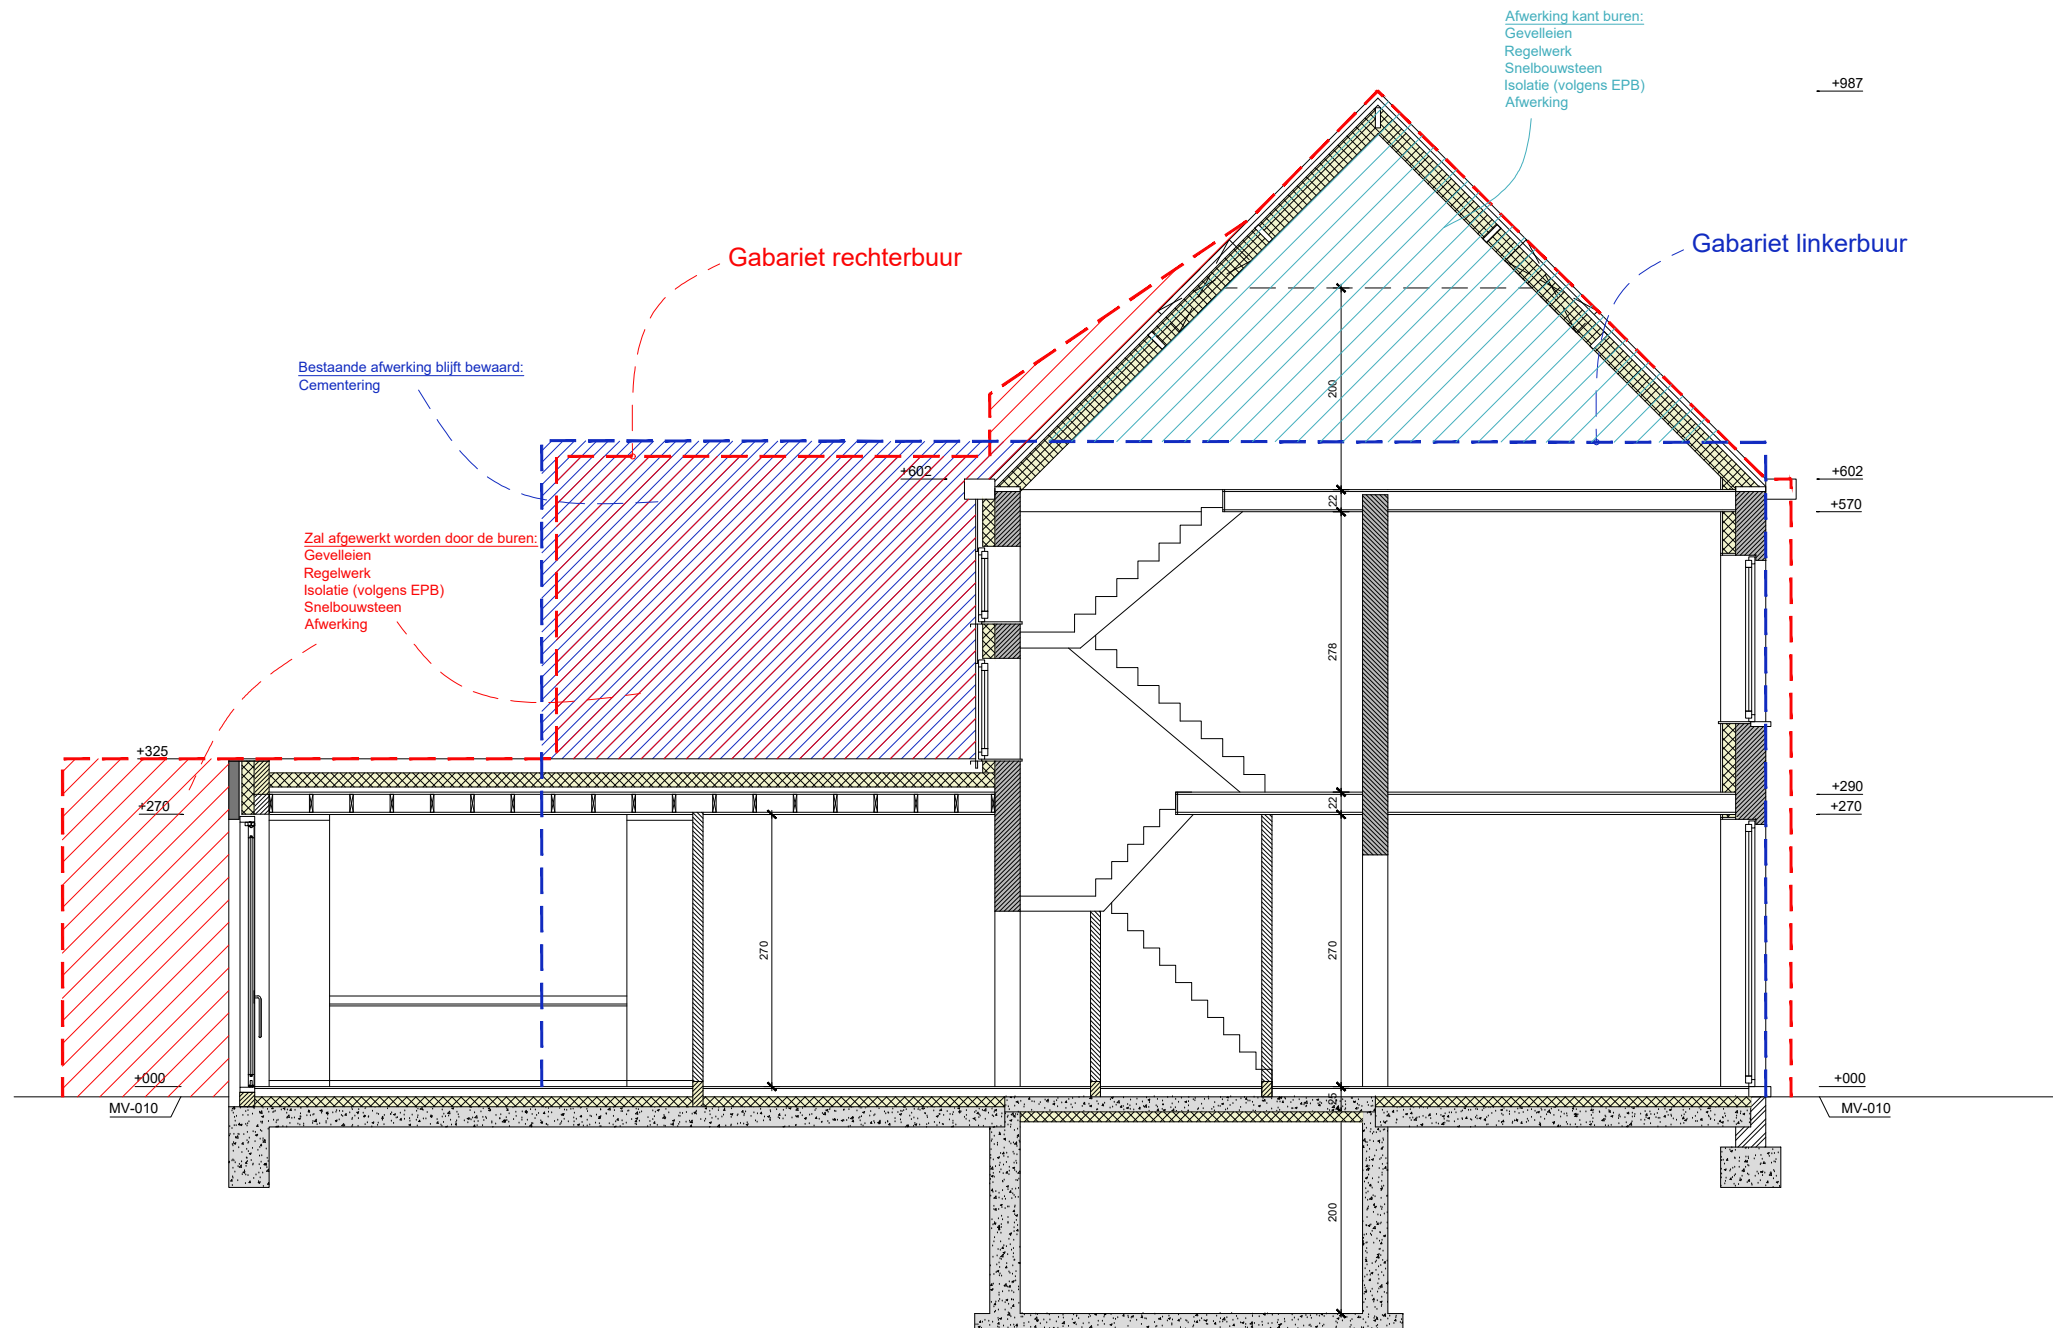 Afwerking kant buren:
Gevelleien
Regelwerk
Snelbouwsteen
Isolatie (volgens EPB)
Afwerking
+987
Gabariet rechterbuur
Gabariet linkerbuur
Bestaande afwerking blijft bewaard:
Cementering
200
+602
+602
22
+570
Zal afgewerkt worden door de buren:
Gevelleien
Regelwerk
Isolatie (volgens EPB)
Snelbouwsteen
Afwerking
278
+325
+270
22
+290
+270
270
270
+000
+000
MV-010
MV-010
200